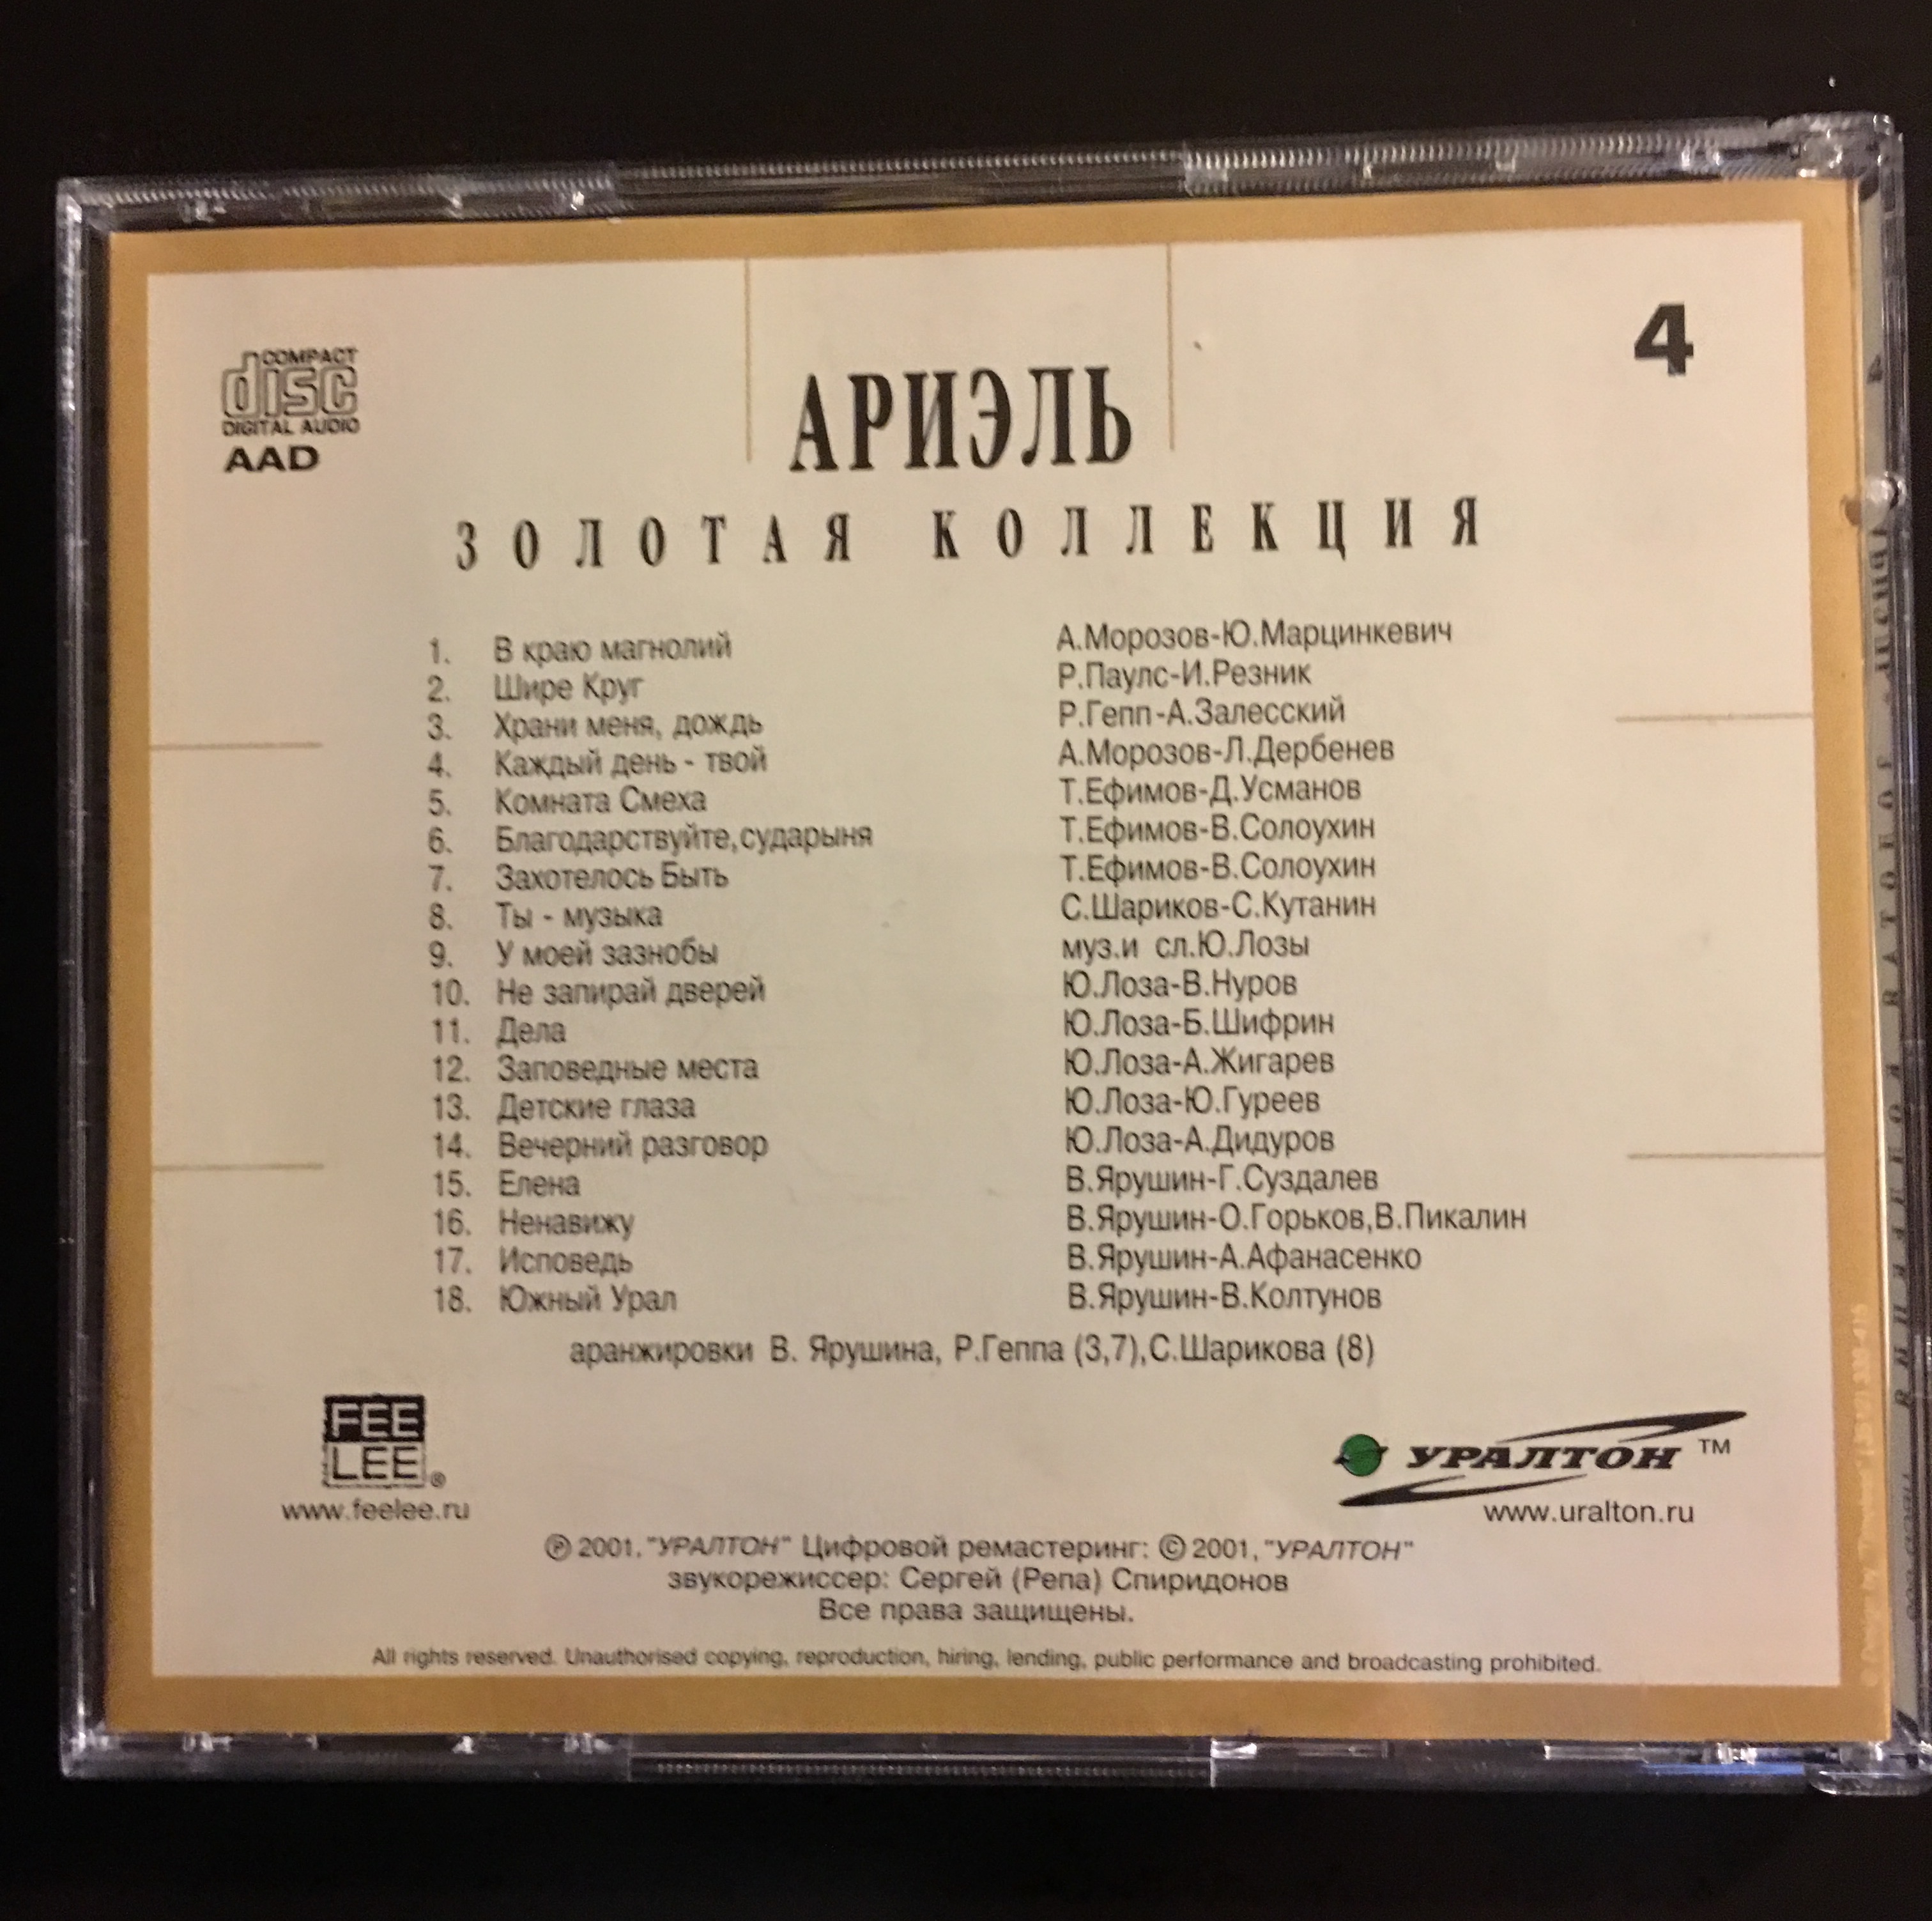 COMPACT
disc
DIGITAL AUDIO
AAD
4
АРИЭЛЬ
ЗОЛОТАЯ КОЛЛЕКЦИЯ
1. В краю магнолий А.Морозов-Ю.Марцинкевич
2. Шире Круг Р.Паулс-И.Резник
3. Храни меня, дождь Р.Гепп-А.Залесский
4. Каждый день - твой А.Морозов-Л.Дербенев
5. Комната Смеха Т.Ефимов-Д.Усманов
6. Благодарствуйте,сударыня Т.Ефимов-В.Солоухин
7. Захотелось Быть Т.Ефимов-В.Солоухин
8. Ты - музыка С.Шариков-С.Кутанин
9. У моей зазнобы муз.и сл.Ю.Лозы
10. Не запирай дверей Ю.Лоза-В.Нуров
11. Дела Ю.Лоза-Б.Шифрин
12. Заповедные места Ю.Лоза-А.Жигарев
13. Детские глаза Ю.Лоза-Ю.Гуреев
14. Вечерний разговор Ю.Лоза-А.Дидуров
15. Елена В.Ярушин-Г.Суздалев
16. Ненавижу В.Ярушин-О.Горьков,В.Пикалин
17. Исповедь В.Ярушин-А.Афанасенко
18. Южный Урал В.Ярушин-В.Колтунов
аранжировки В. Ярушина, Р.Геппа (3,7),С.Шарикова (8)
FEE
LEE®
www.feelee.ru
УРАЛТОН ™
www.uralton.ru
℗ 2001, "УРАЛТОН" Цифровой ремастеринг: © 2001, "УРАЛТОН"
звукорежиссер: Сергей (Репа) Спиридонов
Все права защищены.
All rights reserved. Unauthorised copying, reproduction, hiring, lending, public performance and broadcasting prohibited.